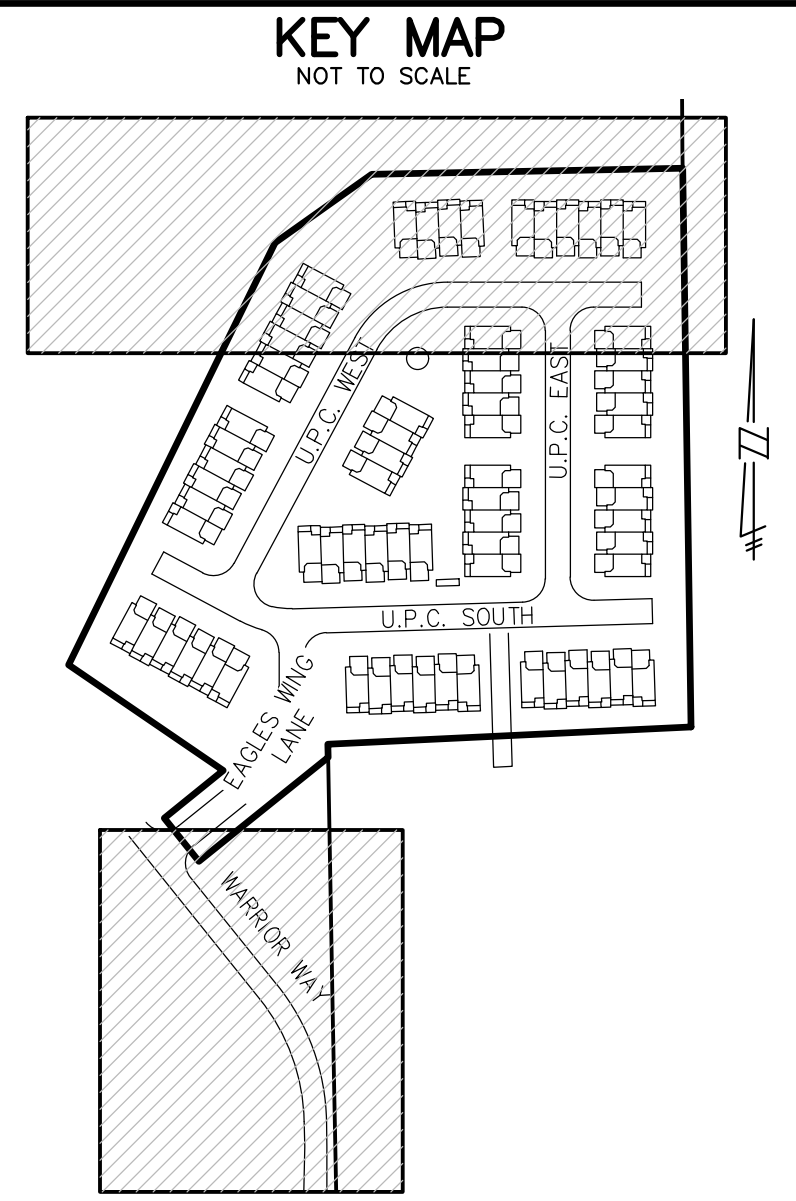 KEY MAP
NOT TO SCALE
U.P.C. WEST
U.P.C. EAST
U.P.C. SOUTH
EAGLES WING
LANE
WARRIOR WAY
N